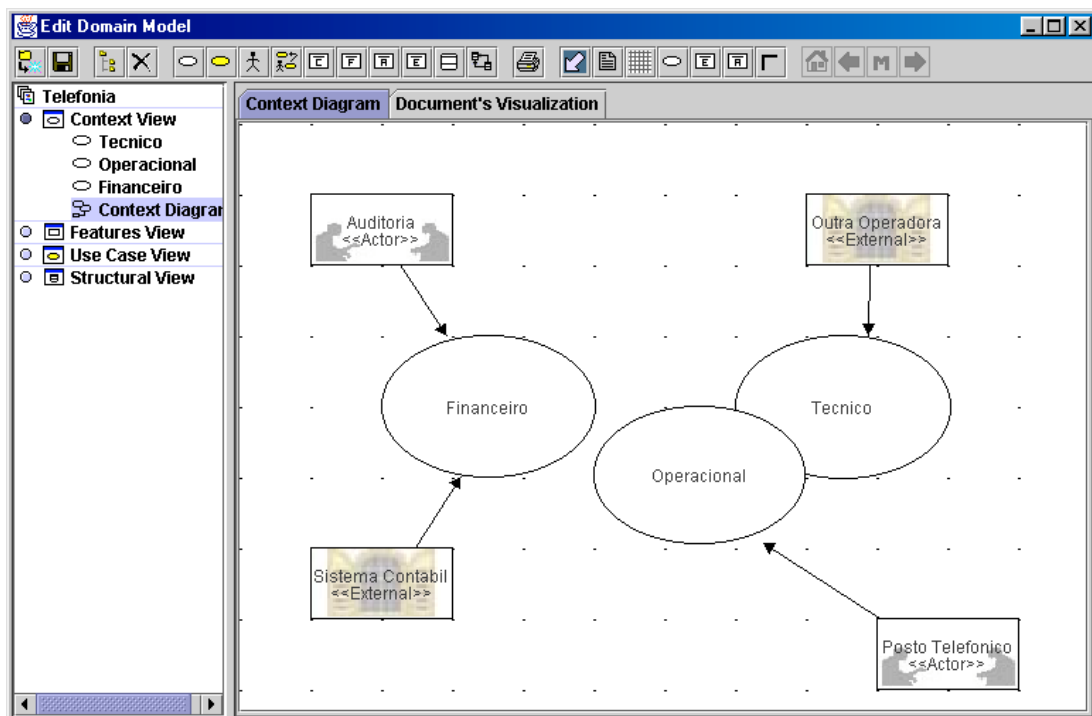 Edit Domain Model
Telefonia
Context View
Tecnico
Operacional
Financeiro
Context Diagrar
Features View
Use Case View
Structural View
Context Diagram
Document's Visualization
Auditoria
<<Actor>>
Outra Operadora
<<External>>
Financeiro
Tecnico
Operacional
Sistema Contabil
<<External>>
Posto Telefonico
<<Actor>>